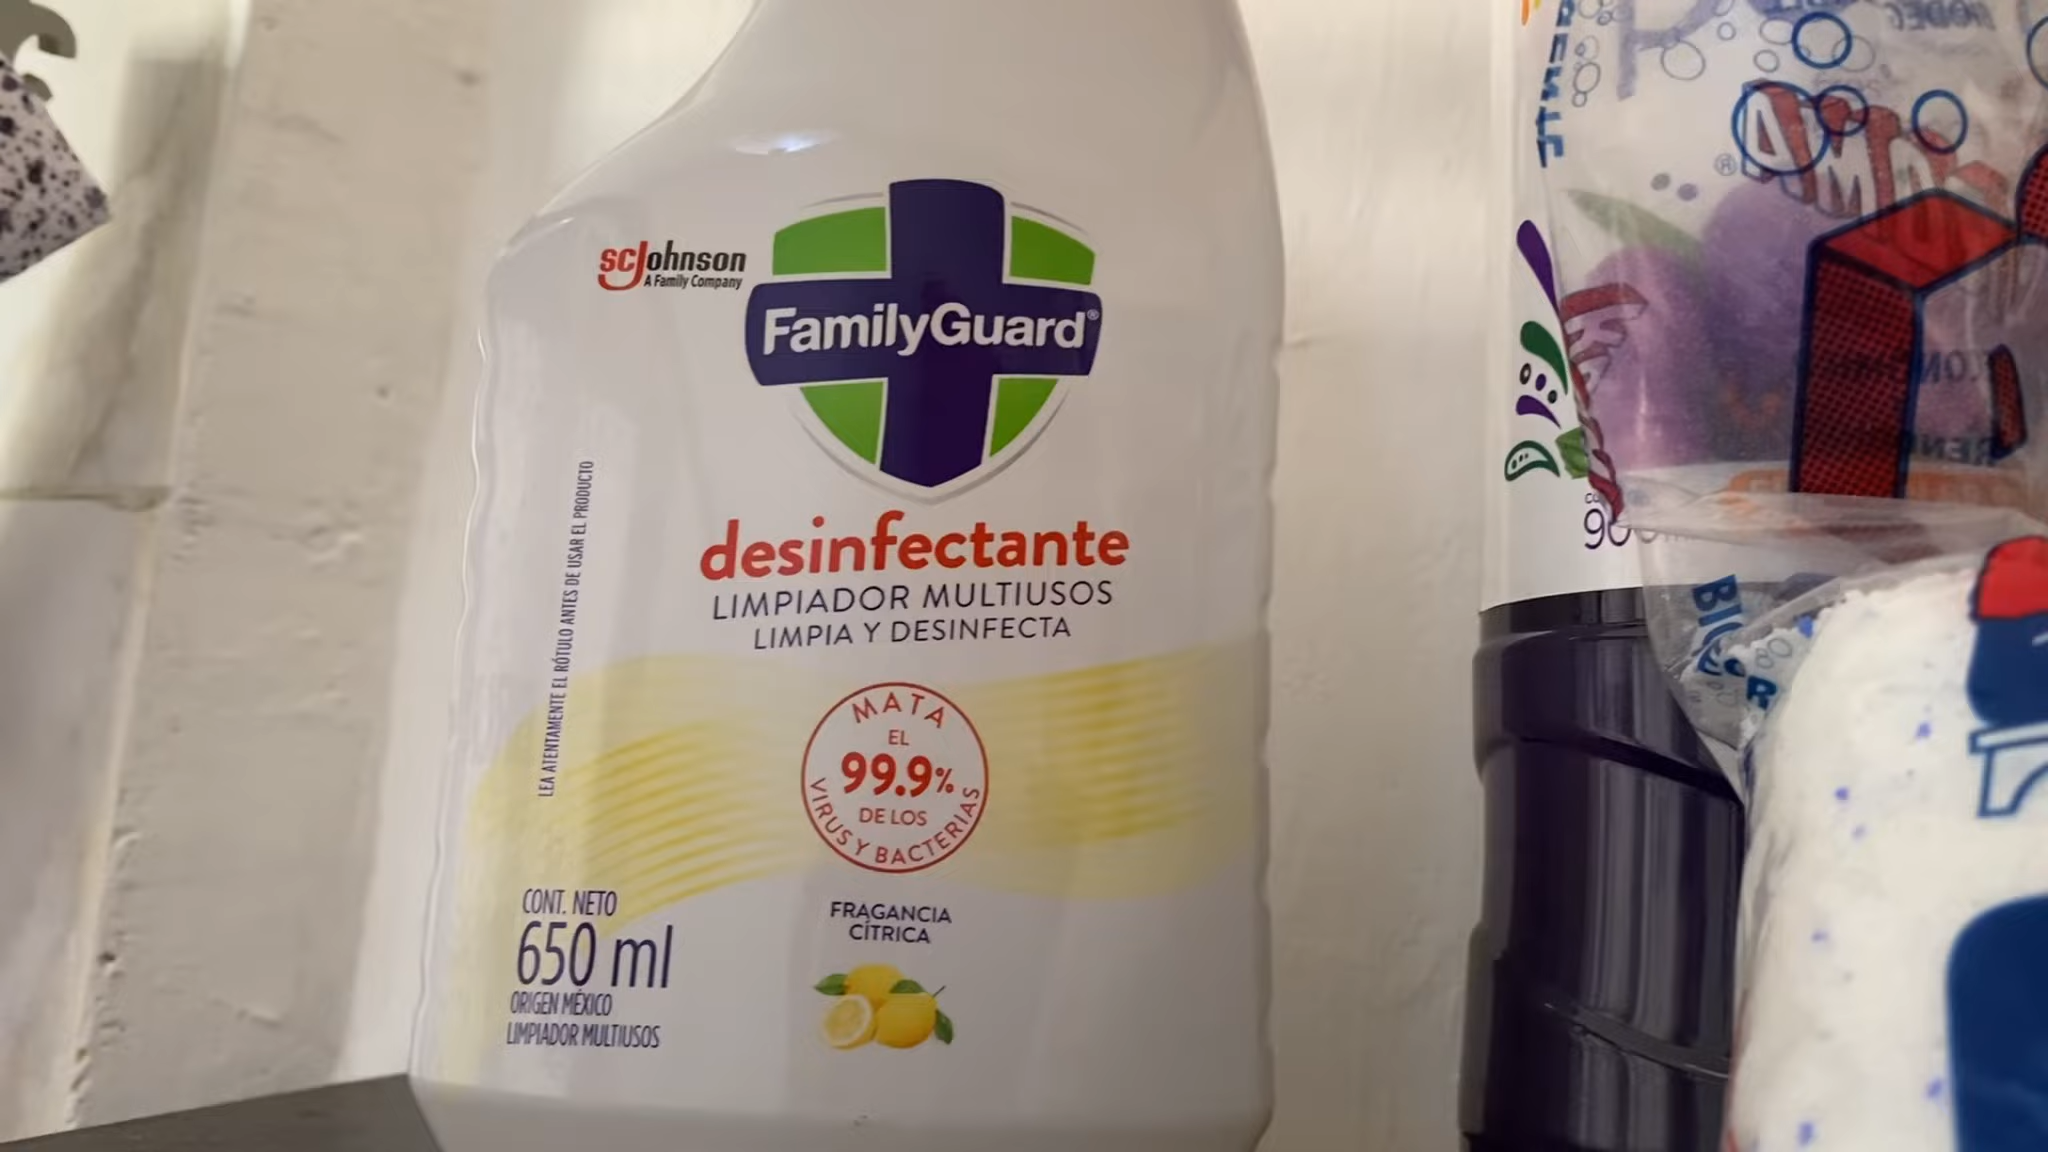 SCJohnson
A Family Company
FamilyGuard®
desinfectante
LIMPIADOR MULTIUSOS
LIMPIA Y DESINFECTA
LEA ATENTAMENTE EL RÓTULO ANTES DE USAR EL PRODUCTO
MATA
EL
99.9%
DE LOS
VIRUS Y BACTERIAS
FRAGANCIA
CÍTRICA
CONT. NETO
650 ml
ORIGEN MÉXICO
LIMPIADOR MULTIUSOS